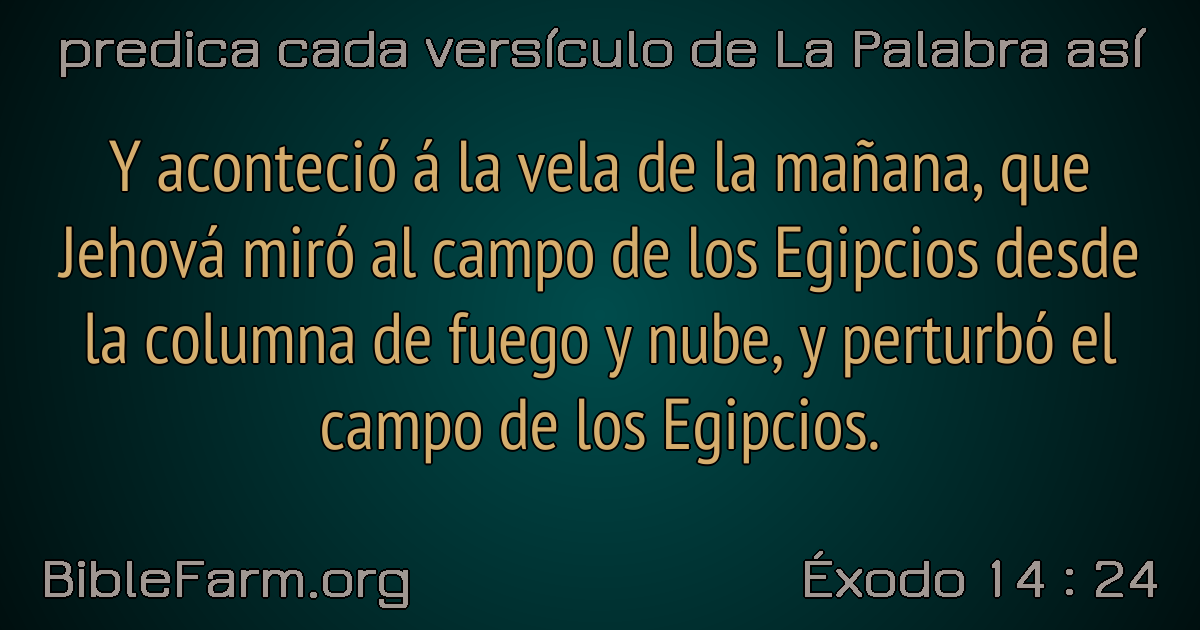 predica cada versículo de La Palabra así
Y aconteció á la vela de la mañana, que
Jehová miró al campo de los Egipcios desde
la columna de fuego y nube, y perturbó el
campo de los Egipcios.
BibleFarm.org
Éxodo 14 : 24